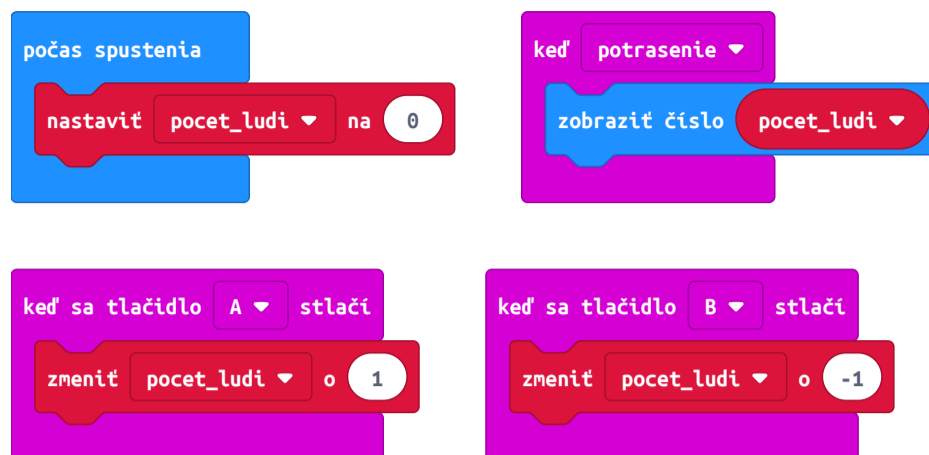 počas spustenia
nastaviť pocet_ludi na 0
keď potrasenie
zobraziť číslo pocet_ludi
keď sa tlačidlo A stlačí
zmeniť pocet_ludi o 1
keď sa tlačidlo B stlačí
zmeniť pocet_ludi o -1